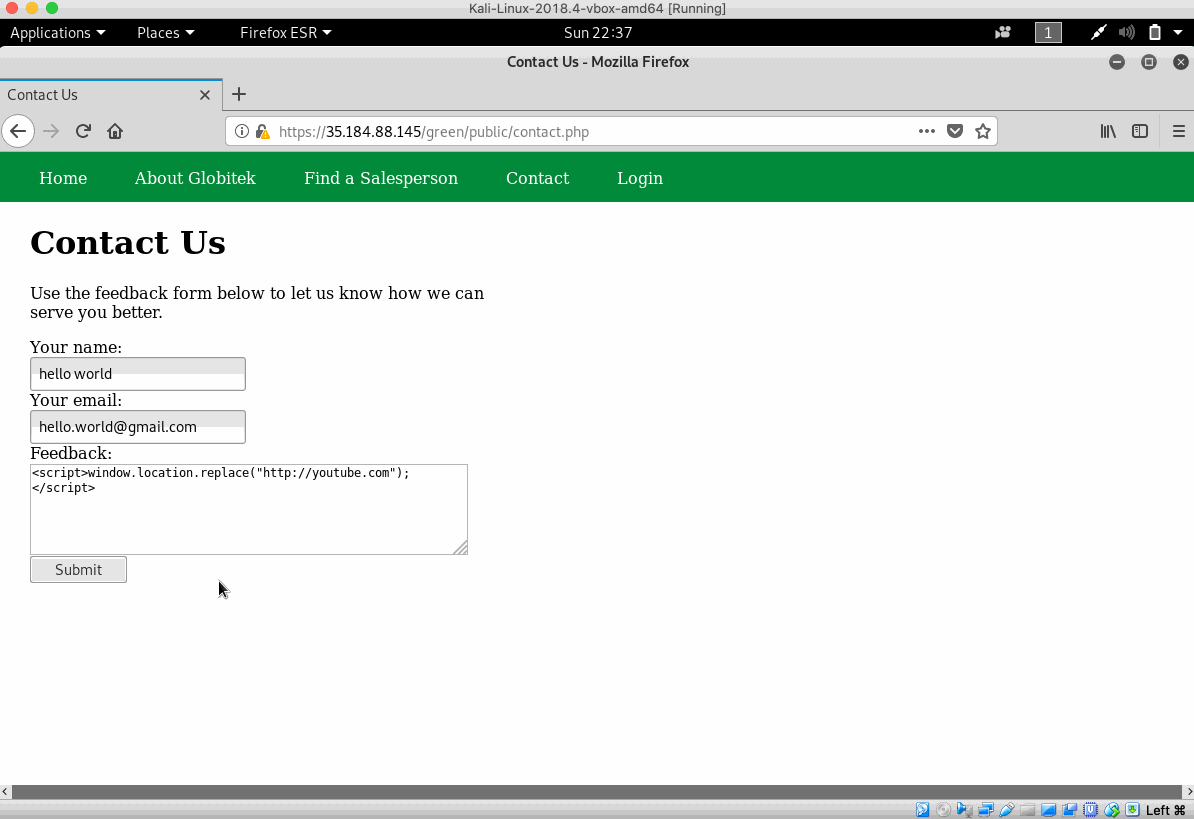 Kali-Linux-2018.4-vbox-amd64 [Running]
Applications Places Firefox ESR Sun 22:37 1
Contact Us - Mozilla Firefox
Contact Us
https://35.184.88.145/green/public/contact.php
Home About Globitek Find a Salesperson Contact Login
Contact Us
Use the feedback form below to let us know how we can
serve you better.
Your name:
hello world
Your email:
hello.world@gmail.com
Feedback:
<script>window.location.replace("http://youtube.com");
</script>
Submit
Left ⌘